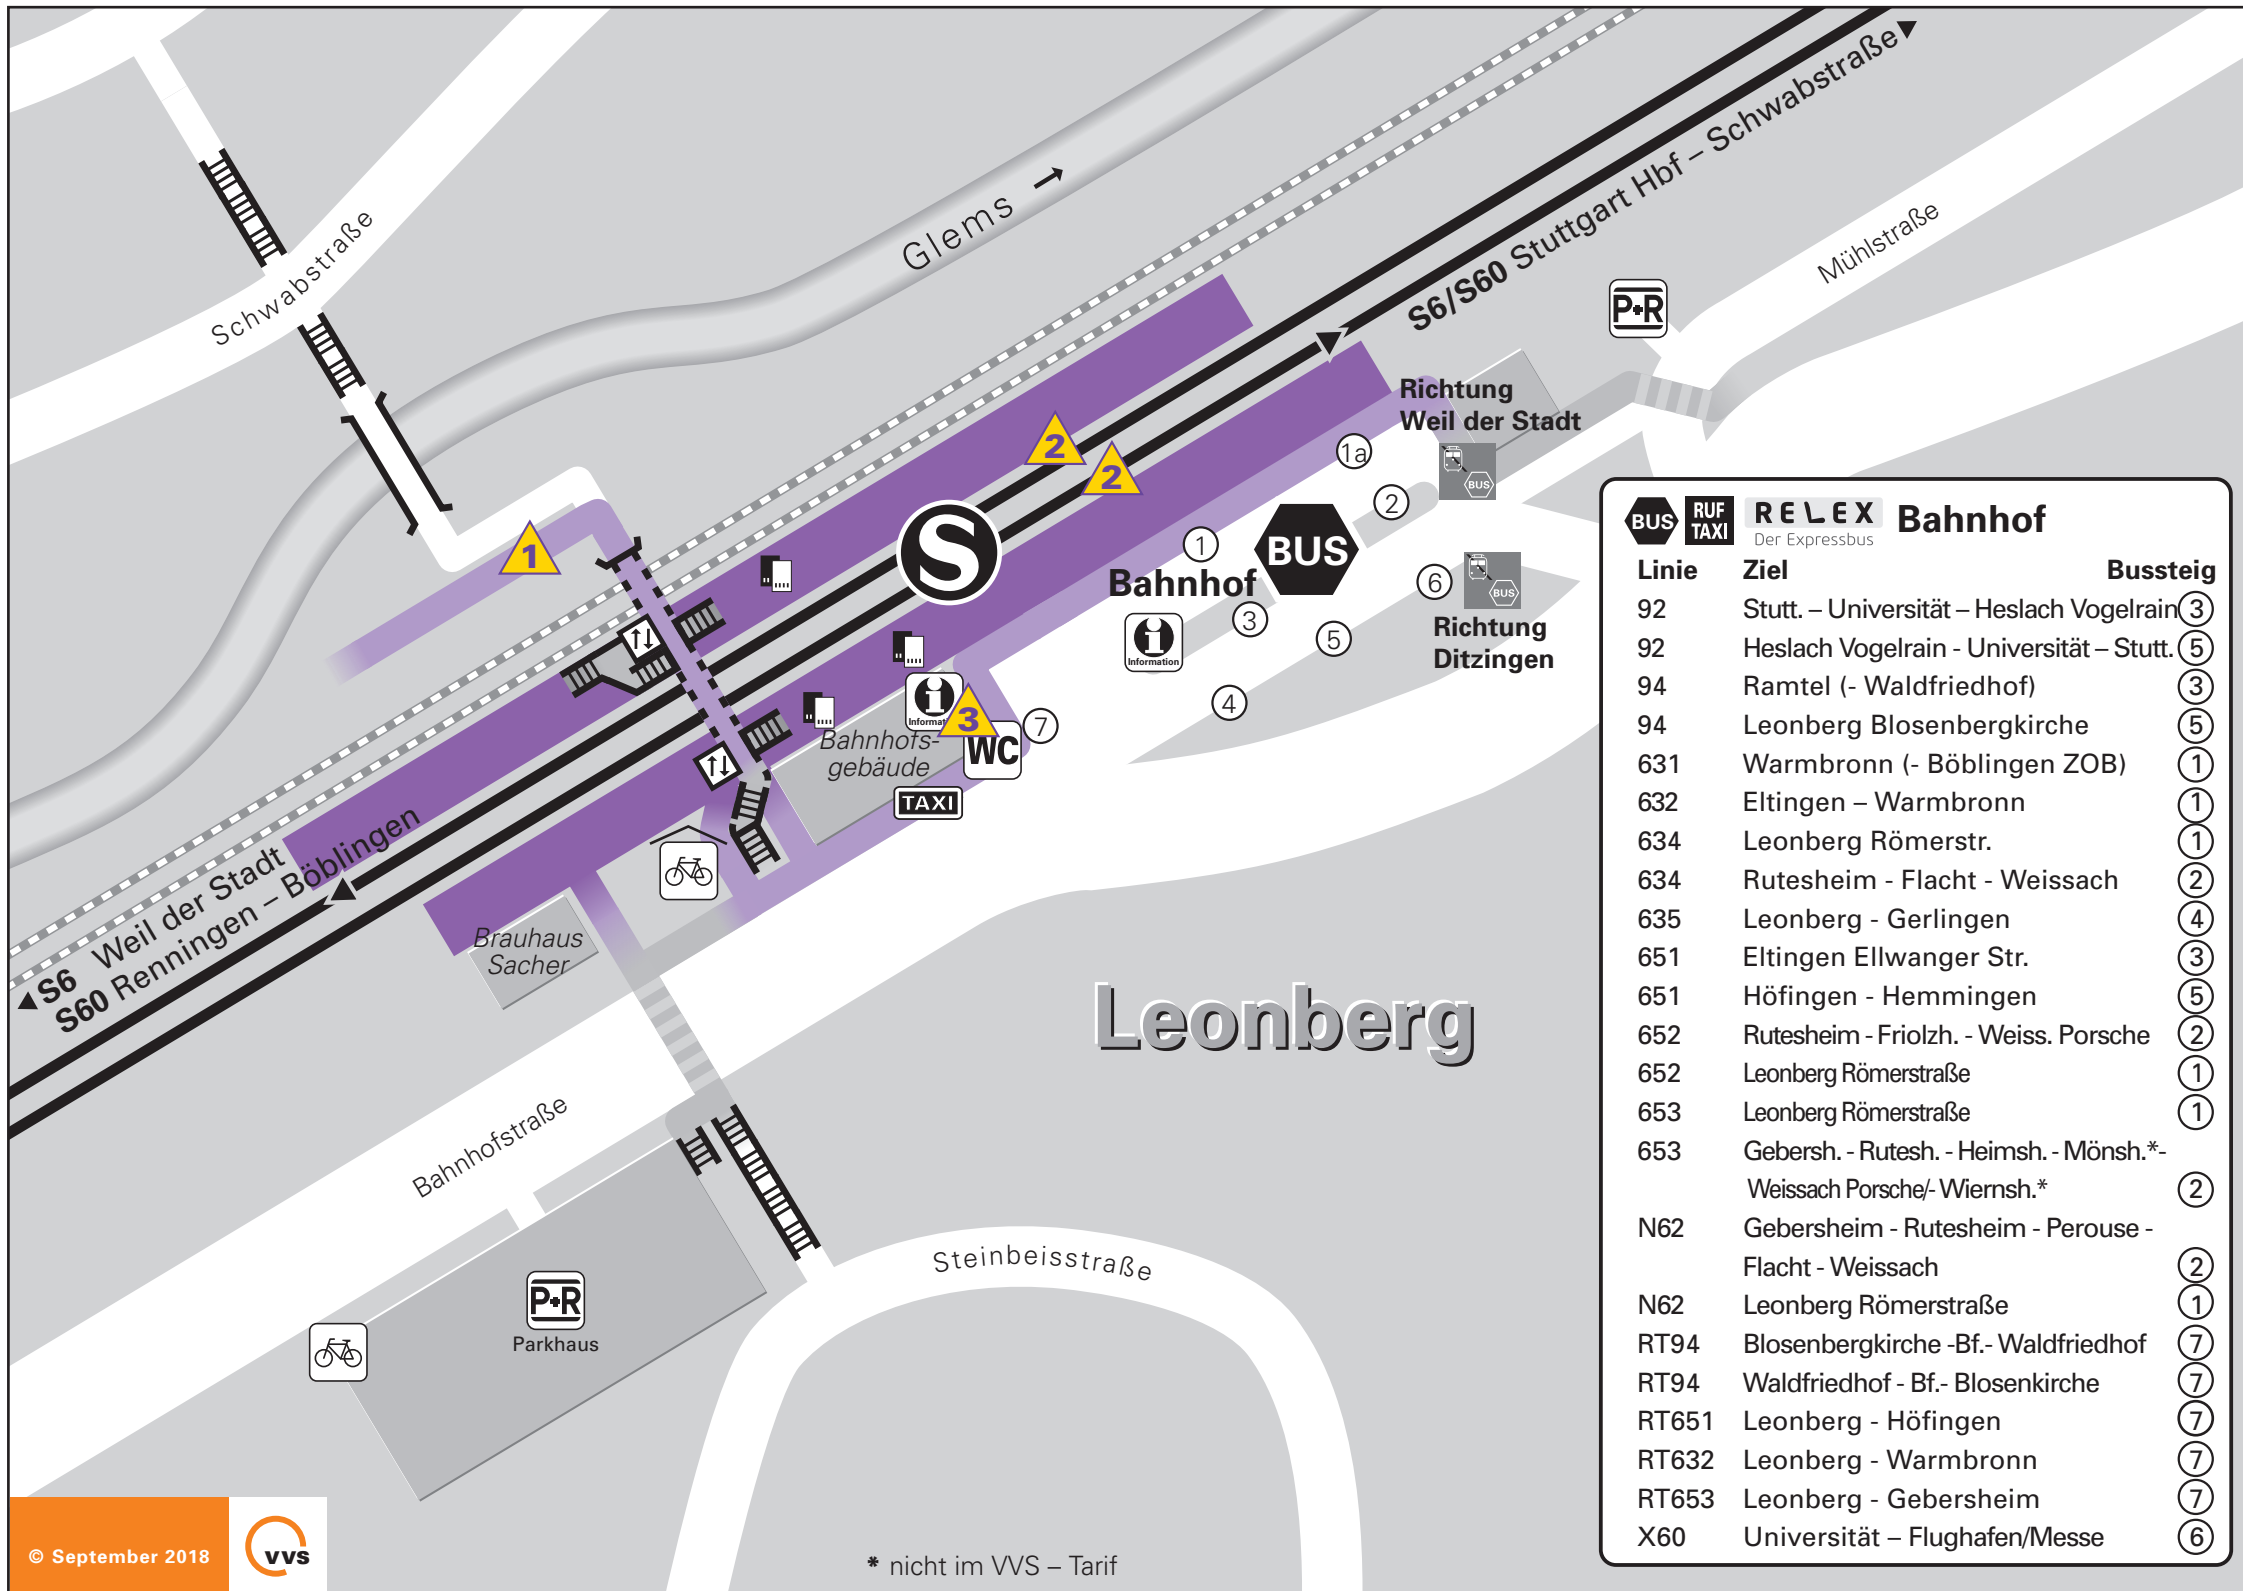 Schwabstraße
Glems →
S6/S60 Stuttgart Hbf – Schwabstraße
Mühlstraße
P+R
Richtung
Weil der Stadt
BUS
1a
2
2
2
1
1
S
BUS
Bahnhof
3
6
BUS
5
Richtung
Ditzingen
i
Information
4
i
Information
3
WC
7
Bahnhofs-
gebäude
TAXI
S6 Weil der Stadt
S60 Renningen – Böblingen
Brauhaus
Sacher
Leonberg
Bahnhofstraße
Steinbeisstraße
P+R
Parkhaus
BUS RUF TAXI RELEX Bahnhof
Der Expressbus
Linie Ziel Bussteig
92 Stutt. – Universität – Heslach Vogelrain 3
92 Heslach Vogelrain - Universität – Stutt. 5
94 Ramtel (- Waldfriedhof) 3
94 Leonberg Blosenbergkirche 5
631 Warmbronn (- Böblingen ZOB) 1
632 Eltingen – Warmbronn 1
634 Leonberg Römerstr. 1
634 Rutesheim - Flacht - Weissach 2
635 Leonberg - Gerlingen 4
651 Eltingen Ellwanger Str. 3
651 Höfingen - Hemmingen 5
652 Rutesheim - Friolzh. - Weiss. Porsche 2
652 Leonberg Römerstraße 1
653 Leonberg Römerstraße 1
653 Gebersh. - Rutesh. - Heimsh. - Mönsh.*-
Weissach Porsche/- Wiernsh.* 2
N62 Gebersheim - Rutesheim - Perouse -
Flacht - Weissach 2
N62 Leonberg Römerstraße 1
RT94 Blosenbergkirche -Bf.- Waldfriedhof 7
RT94 Waldfriedhof - Bf.- Blosenkirche 7
RT651 Leonberg - Höfingen 7
RT632 Leonberg - Warmbronn 7
RT653 Leonberg - Gebersheim 7
X60 Universität – Flughafen/Messe 6
© September 2018
vvs
* nicht im VVS – Tarif